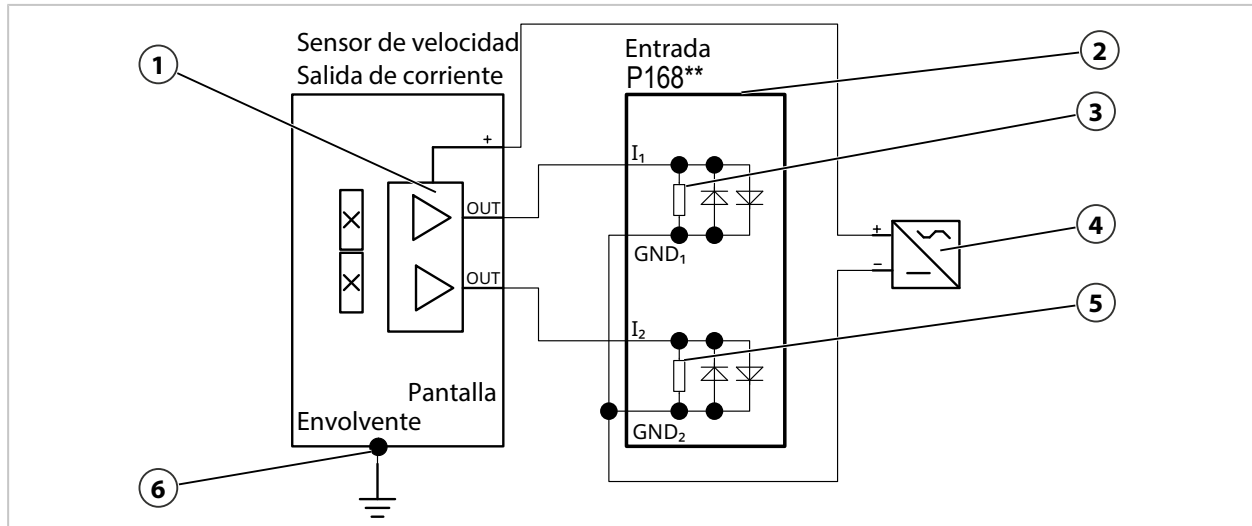 Sensor de velocidad
Salida de corriente
Entrada
P168**
1
2
3
4
5
6
+
OUT
OUT
I₁
GND₁
I₂
GND₂
+
−
Pantalla
Envolvente